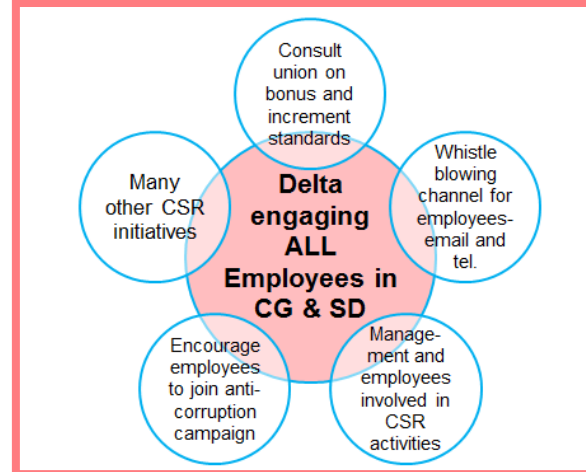 Consult
union on
bonus and
increment
standards
Whistle
blowing
channel for
employees-
email and
tel.
Manage-
ment and
employees
involved in
CSR
activities
Encourage
employees
to join anti-
corruption
campaign
Many
other CSR
initiatives
Delta
engaging
ALL
Employees in
CG & SD